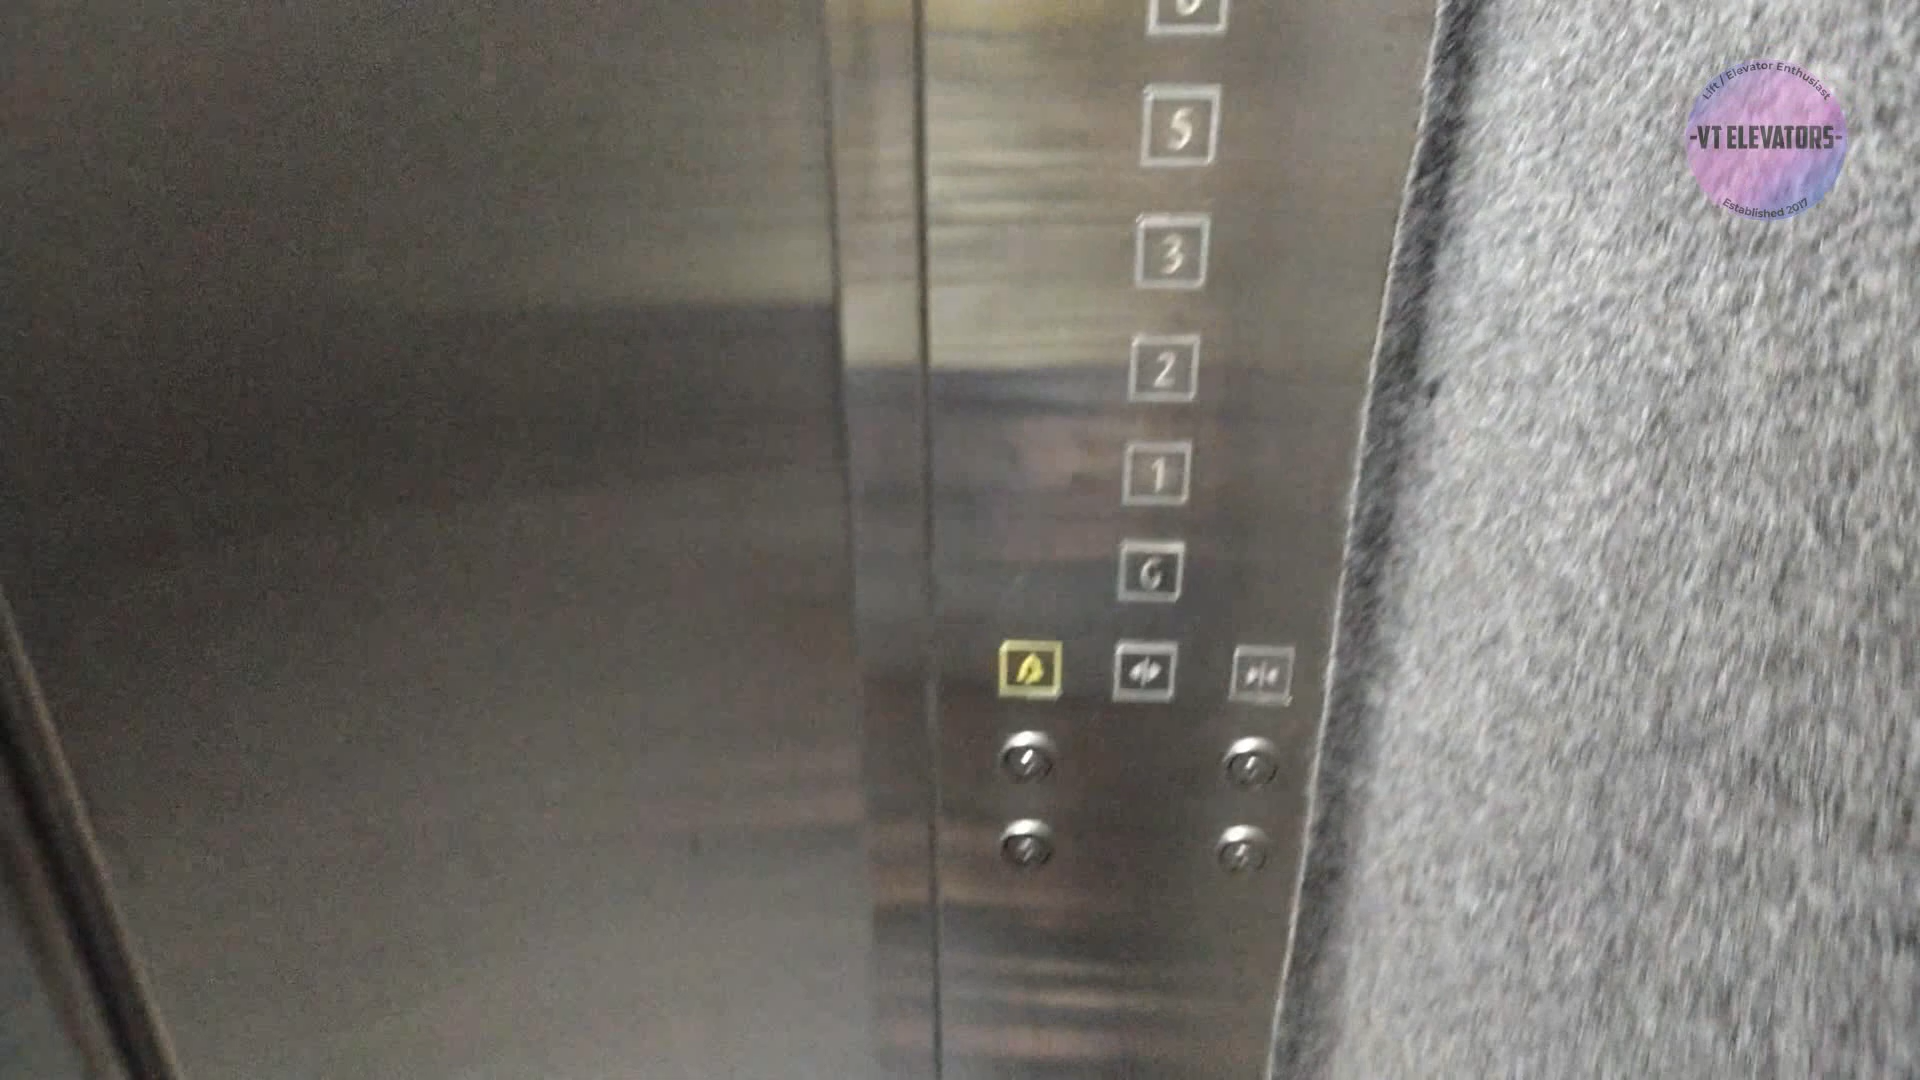 Lift / Elevator Enthusiast
-VT ELEVATORS-
Established 2017
5
3
2
1
G